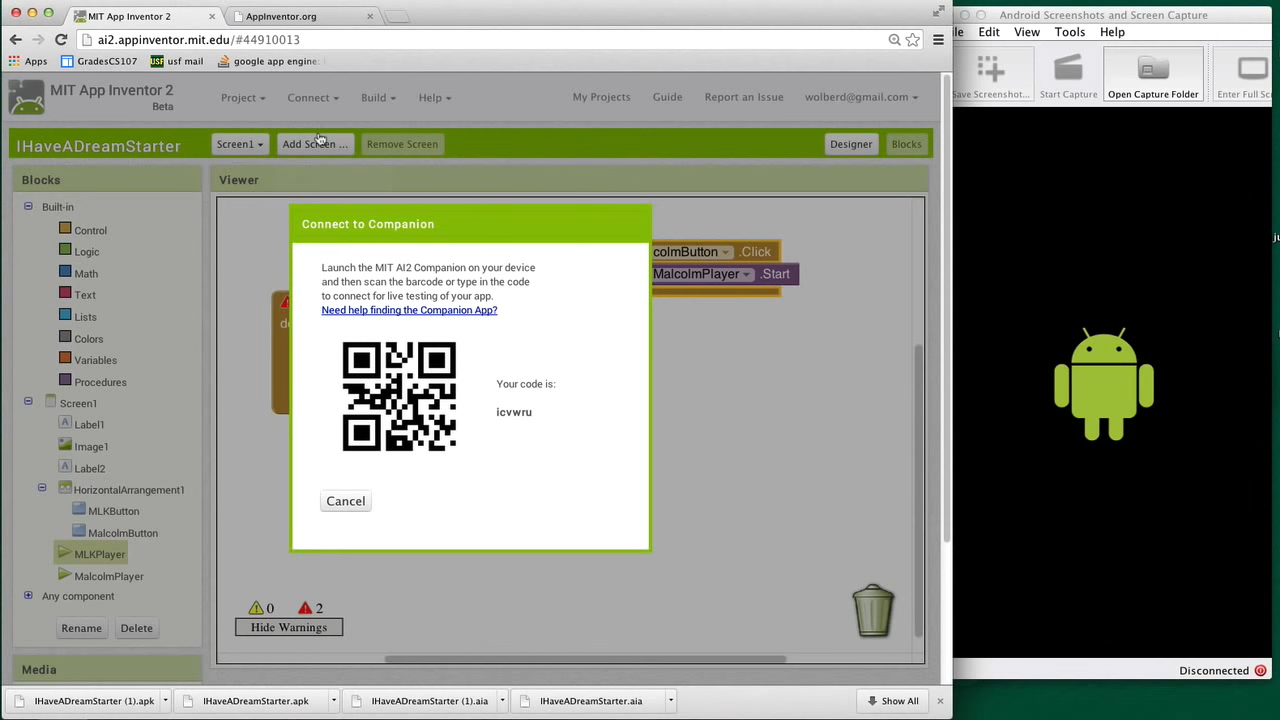 MIT App Inventor 2
AppInventor.org
ai2.appinventor.mit.edu/#44910013
Apps
GradesCS107
USF usf mail
google app engine:
MIT App Inventor 2
Beta
Project
Connect
Build
Help
My Projects
Guide
Report an Issue
wolberd@gmail.com
IHaveADreamStarter
Screen1
Add Screen ...
Remove Screen
Designer
Blocks
Blocks
Viewer
Built-in
Control
Logic
Math
Text
Lists
Colors
Variables
Procedures
Screen1
A Label1
Image1
A Label2
HorizontalArrangement1
MLKButton
MalcolmButton
MLKPlayer
MalcolmPlayer
Any component
Rename
Delete
Media
colmButton .Click
MalcolmPlayer .Start
Connect to Companion
Launch the MIT AI2 Companion on your device
and then scan the barcode or type in the code
to connect for live testing of your app.
Need help finding the Companion App?
Your code is:
icvwru
Cancel
0
2
Hide Warnings
IHaveADreamStarter (1).apk
IHaveADreamStarter.apk
IHaveADreamStarter (1).aia
IHaveADreamStarter.aia
Show All
Android Screenshots and Screen Capture
le Edit View Tools Help
Save Screenshot...
Start Capture
Open Capture Folder
Enter Full Scr
Disconnected